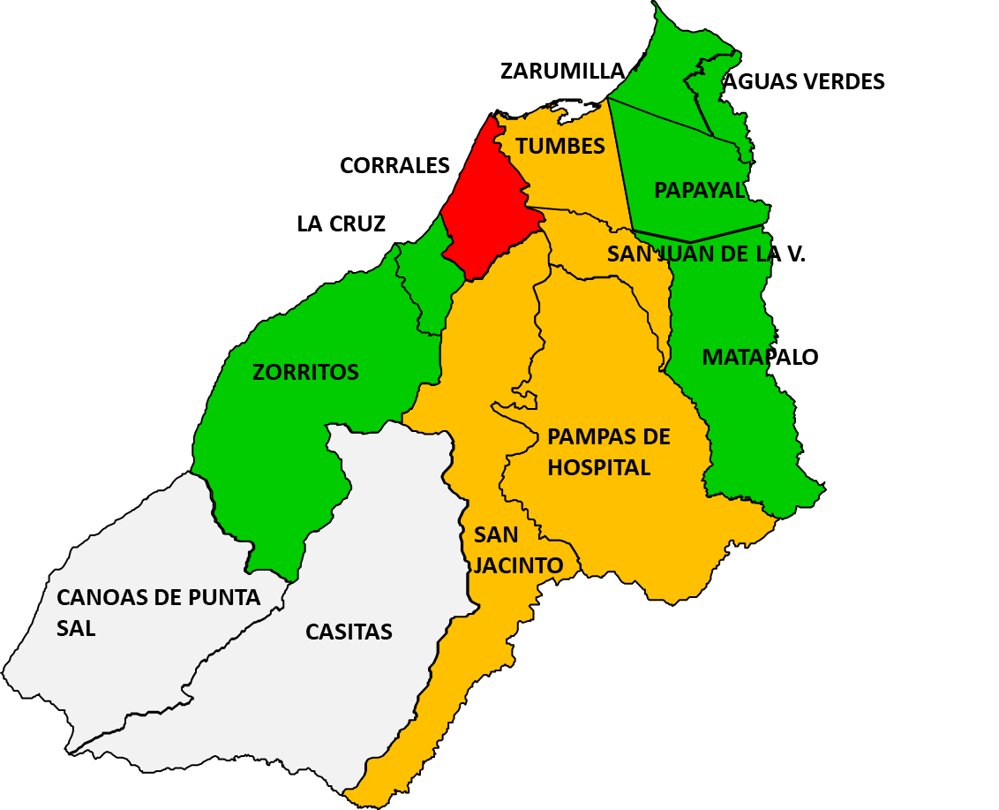 ZARUMILLA
AGUAS VERDES
TUMBES
CORRALES
PAPAYAL
LA CRUZ
SAN JUAN DE LA V.
MATAPALO
ZORRITOS
PAMPAS DE
HOSPITAL
SAN
JACINTO
CANOAS DE PUNTA
SAL
CASITAS